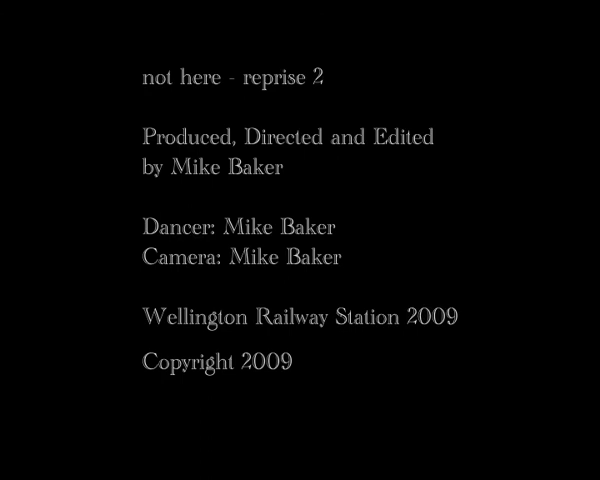 not here - reprise 2
Produced, Directed and Edited
by Mike Baker
Dancer: Mike Baker
Camera: Mike Baker
Wellington Railway Station 2009
Copyright 2009